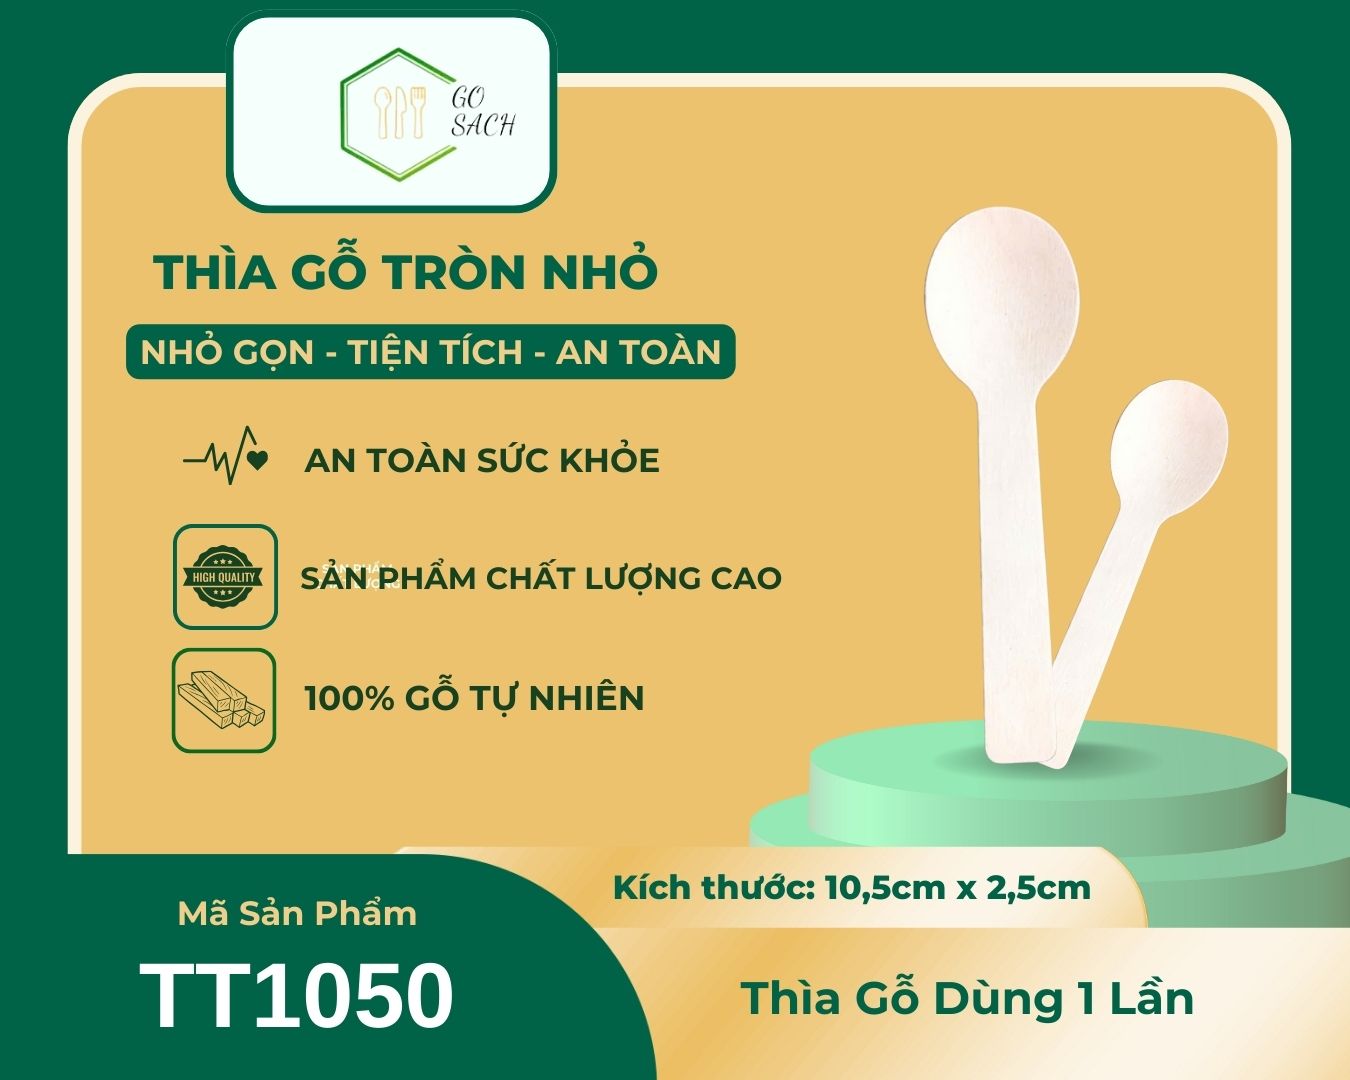 GO
SACH
THÌA GỖ TRÒN NHỎ
NHỎ GỌN - TIỆN TÍCH - AN TOÀN
AN TOÀN SỨC KHỎE
HIGH QUALITY
SẢN PHẨM CHẤT LƯỢNG CAO
100% GỖ TỰ NHIÊN
Kích thước: 10,5cm x 2,5cm
Mã Sản Phẩm
TT1050
Thìa Gỗ Dùng 1 Lần